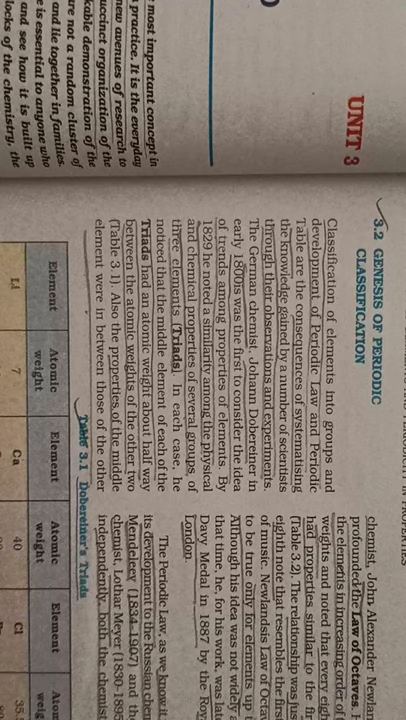 UNIT 3
most important concept in
practice. It is the everyday
new avenues of research to
uccinct organization of the
kable demonstration of the
re not a random cluster of
and lie together in families.
e is essential to anyone who
and see how it is built up
locks of the chemistry, the
3.2 GENESIS OF PERIODIC
CLASSIFICATION
Classification of elements into groups and
development of Periodic Law and Periodic
Table are the consequences of systematising
the knowledge gained by a number of scientists
through their observations and experiments.
The German chemist, Johann Dobereiner in
early 1800s was the first to consider the idea
of trends among properties of elements. By
1829 he noted a similarity among the physical
and chemical properties of several groups of
three elements (Triads). In each case, he
noticed that the middle element of each of the
Triads had an atomic weight about half way
between the atomic weights of the other two
(Table 3.1). Also the properties of the middle
element were in between those of the other
chemist, John Alexander Newlan
profounded the Law of Octaves. H
the elements in increasing order of
weights and noted that every eigh
had properties similar to the fi
(Table 3.2). The relationship was jus
eighth note that resembles the first
of music. Newlands's Law of Octa
to be true only for elements up t
Although his idea was not widely
that time, he, for his work, was late
Davy Medal in 1887 by the Roy
London.
The Periodic Law, as we know it
its development to the Russian chem
Mendeleev (1834-1907) and th
chemist, Lothar Meyer (1830-1895
independently, both the chemist
Table 3.1 Dobereiner's Triads
Element Atomic weight Element Atomic weight Element Atom weig
Li 7 Ca 40 Cl 35.